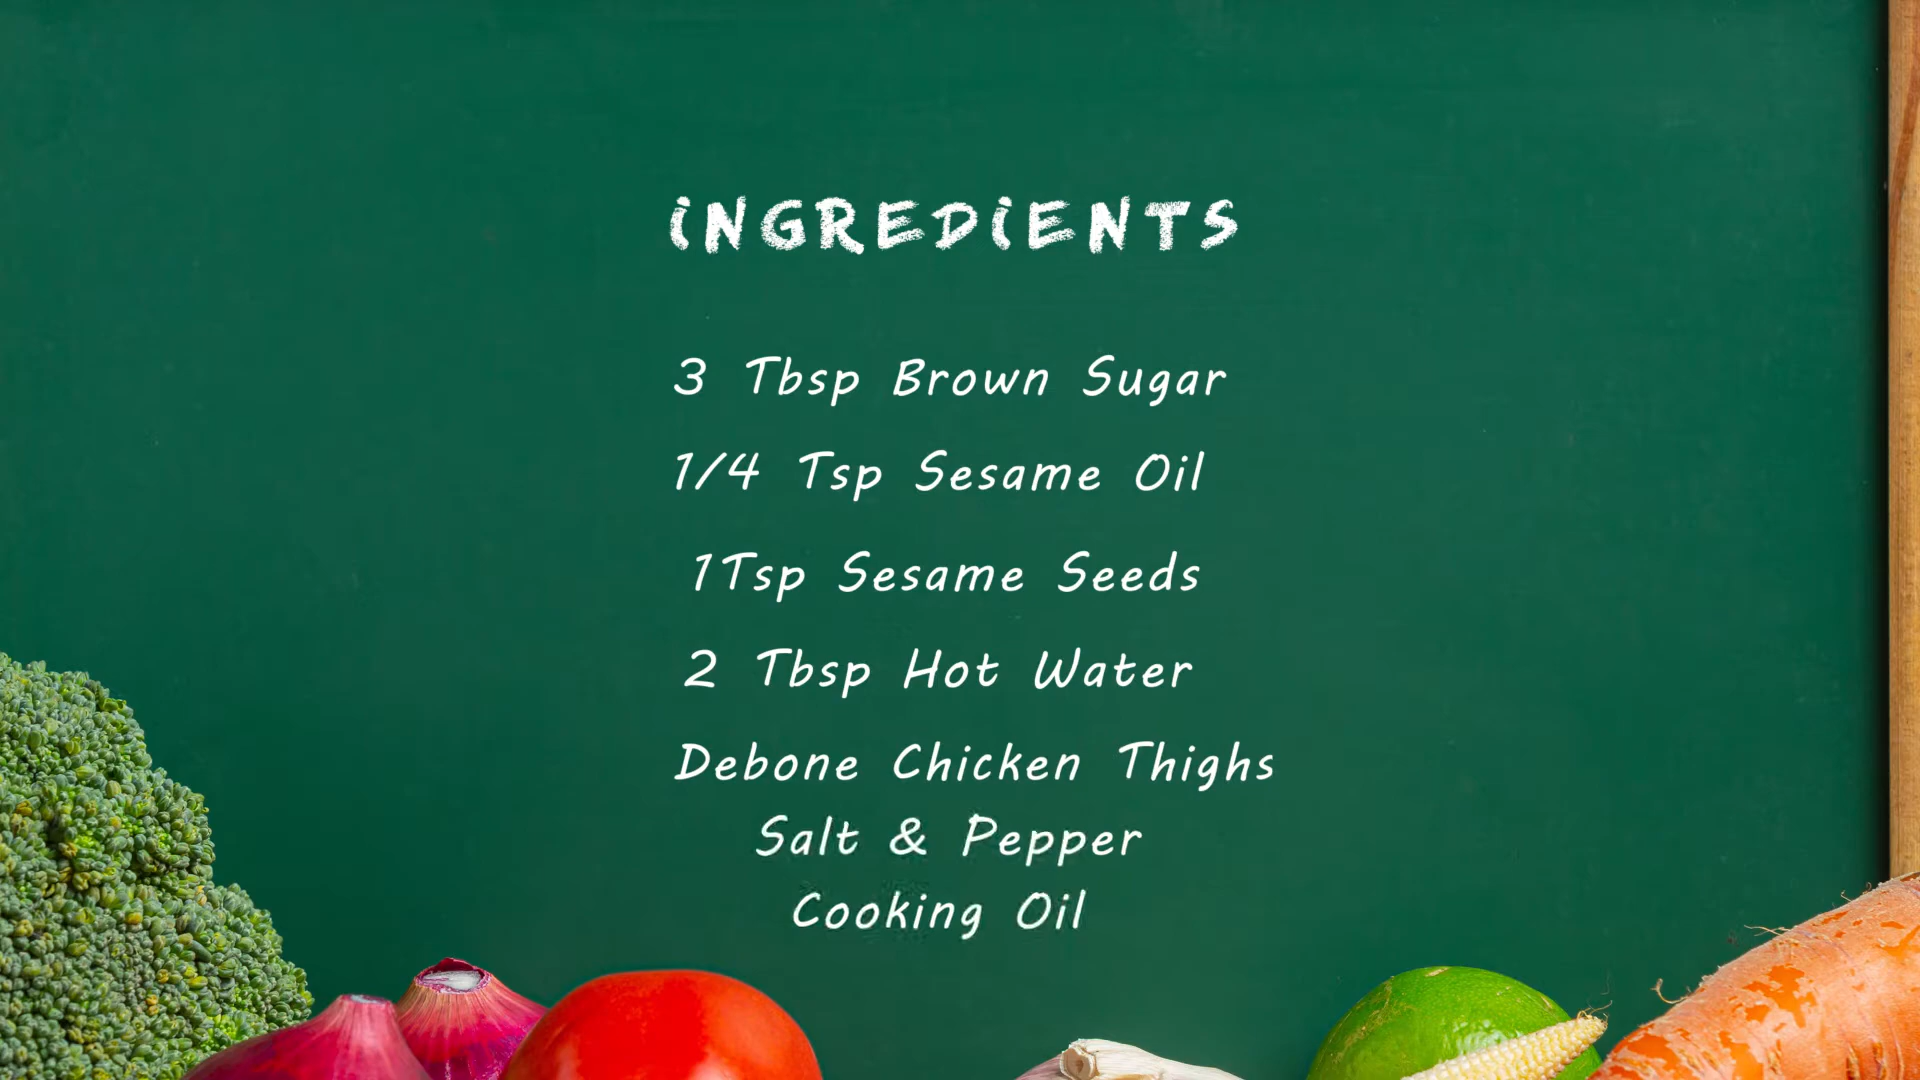 INGREDIENTS
3 Tbsp Brown Sugar
1/4 Tsp Sesame Oil
1Tsp Sesame Seeds
2 Tbsp Hot Water
Debone Chicken Thighs
Salt & Pepper
Cooking Oil